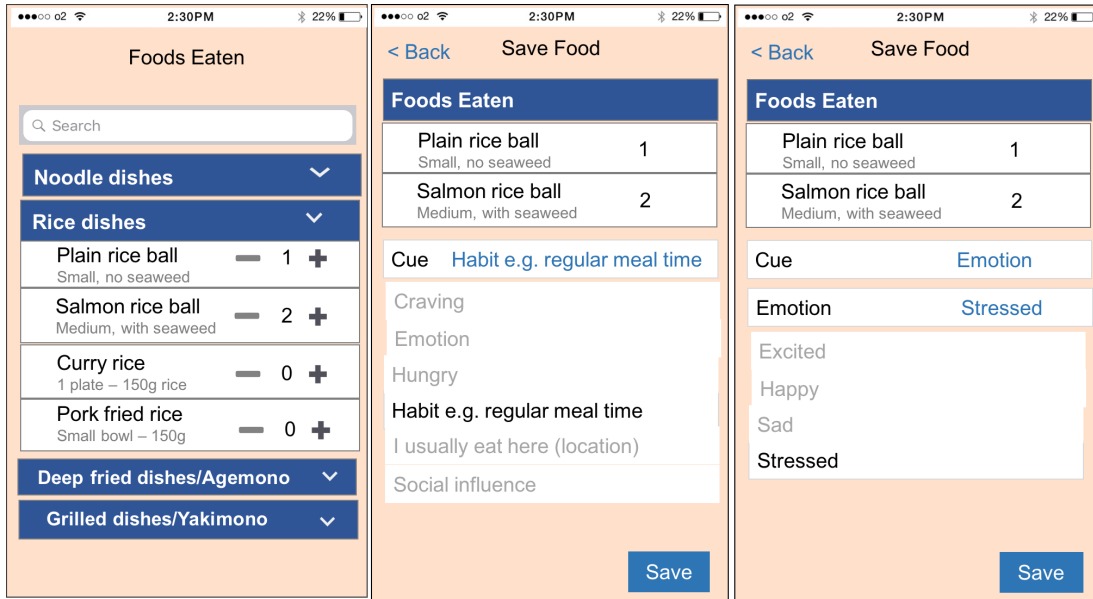 o2 2:30PM 22%
Foods Eaten
Search
Noodle dishes
Rice dishes
Plain rice ball
Small, no seaweed
1
Salmon rice ball
Medium, with seaweed
2
Curry rice
1 plate – 150g rice
0
Pork fried rice
Small bowl – 150g
0
Deep fried dishes/Agemono
Grilled dishes/Yakimono
o2 2:30PM 22%
< Back Save Food
Foods Eaten
Plain rice ball
Small, no seaweed
1
Salmon rice ball
Medium, with seaweed
2
Cue Habit e.g. regular meal time
Craving
Emotion
Hungry
Habit e.g. regular meal time
I usually eat here (location)
Social influence
Save
o2 2:30PM 22%
< Back Save Food
Foods Eaten
Plain rice ball
Small, no seaweed
1
Salmon rice ball
Medium, with seaweed
2
Cue Emotion
Emotion Stressed
Excited
Happy
Sad
Stressed
Save